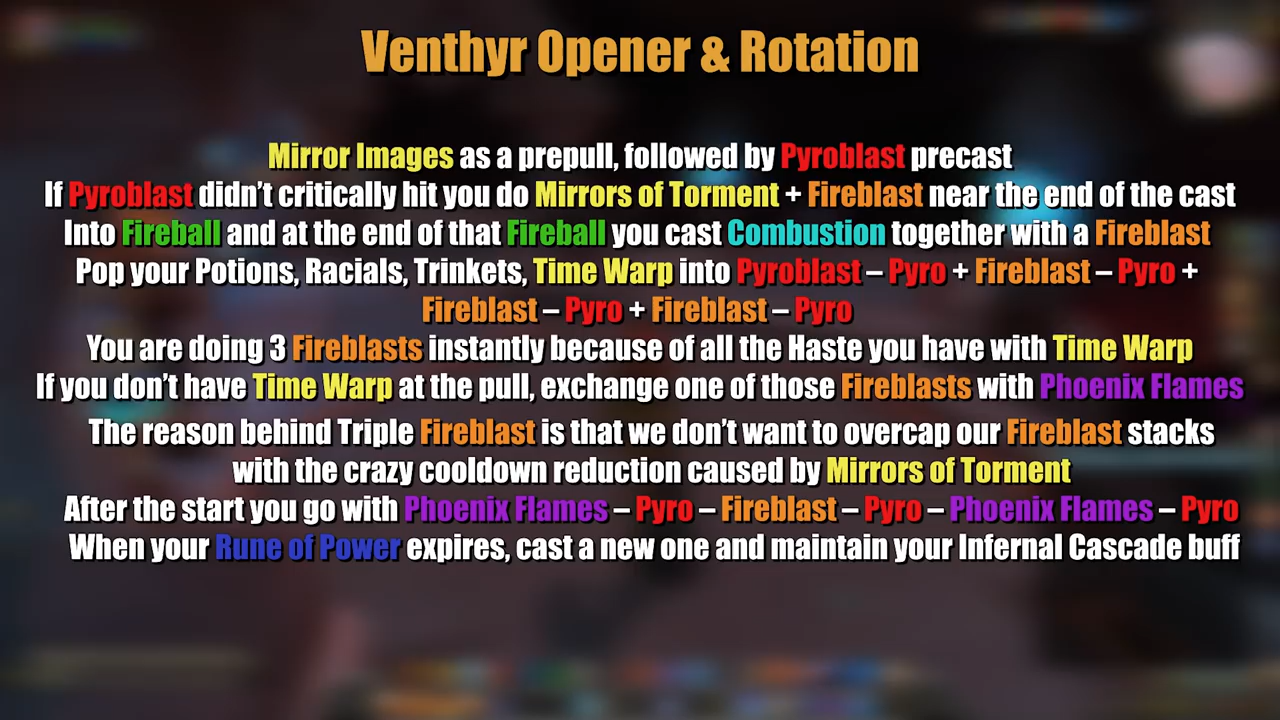 Venthyr Opener & Rotation
Mirror Images as a prepull, followed by Pyroblast precast
If Pyroblast didn't critically hit you do Mirrors of Torment + Fireblast near the end of the cast
Into Fireball and at the end of that Fireball you cast Combustion together with a Fireblast
Pop your Potions, Racials, Trinkets, Time Warp into Pyroblast – Pyro + Fireblast – Pyro +
Fireblast – Pyro + Fireblast – Pyro
You are doing 3 Fireblasts instantly because of all the Haste you have with Time Warp
If you don't have Time Warp at the pull, exchange one of those Fireblasts with Phoenix Flames
The reason behind Triple Fireblast is that we don't want to overcap our Fireblast stacks
with the crazy cooldown reduction caused by Mirrors of Torment
After the start you go with Phoenix Flames – Pyro – Fireblast – Pyro – Phoenix Flames – Pyro
When your Rune of Power expires, cast a new one and maintain your Infernal Cascade buff